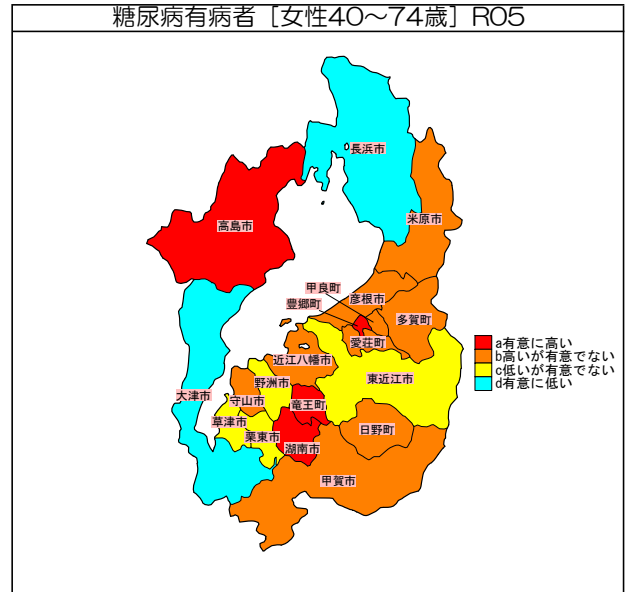 糖尿病有病者［女性40～74歳］R05
長浜市
米原市
高島市
甲良町
彦根市
豊郷町
多賀町
愛荘町
a有意に高い
b高いが有意でない
c低いが有意でない
d有意に低い
近江八幡市
東近江市
野洲市
大津市
守山市
竜王町
草津市
日野町
栗東市
湖南市
甲賀市